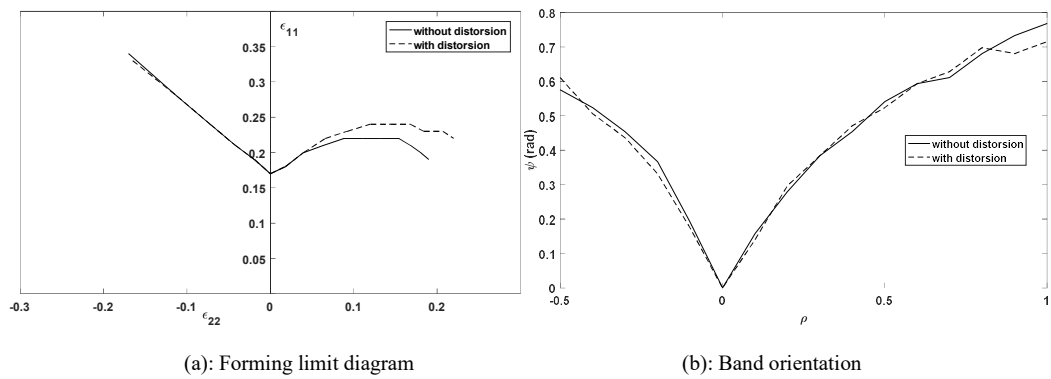 ϵ11
without distorsion
with distorsion
0.35
0.25
0.2
0.15
0.1
0.05
-0.3 -0.2 -0.1 0 0.1 0.2
ϵ22
(a): Forming limit diagram
0.8
0.7
0.6
0.5
0.4
0.3
0.2
0.1
0
ψ (rad)
without distorsion
with distorsion
-0.5 0 0.5 1
ρ
(b): Band orientation